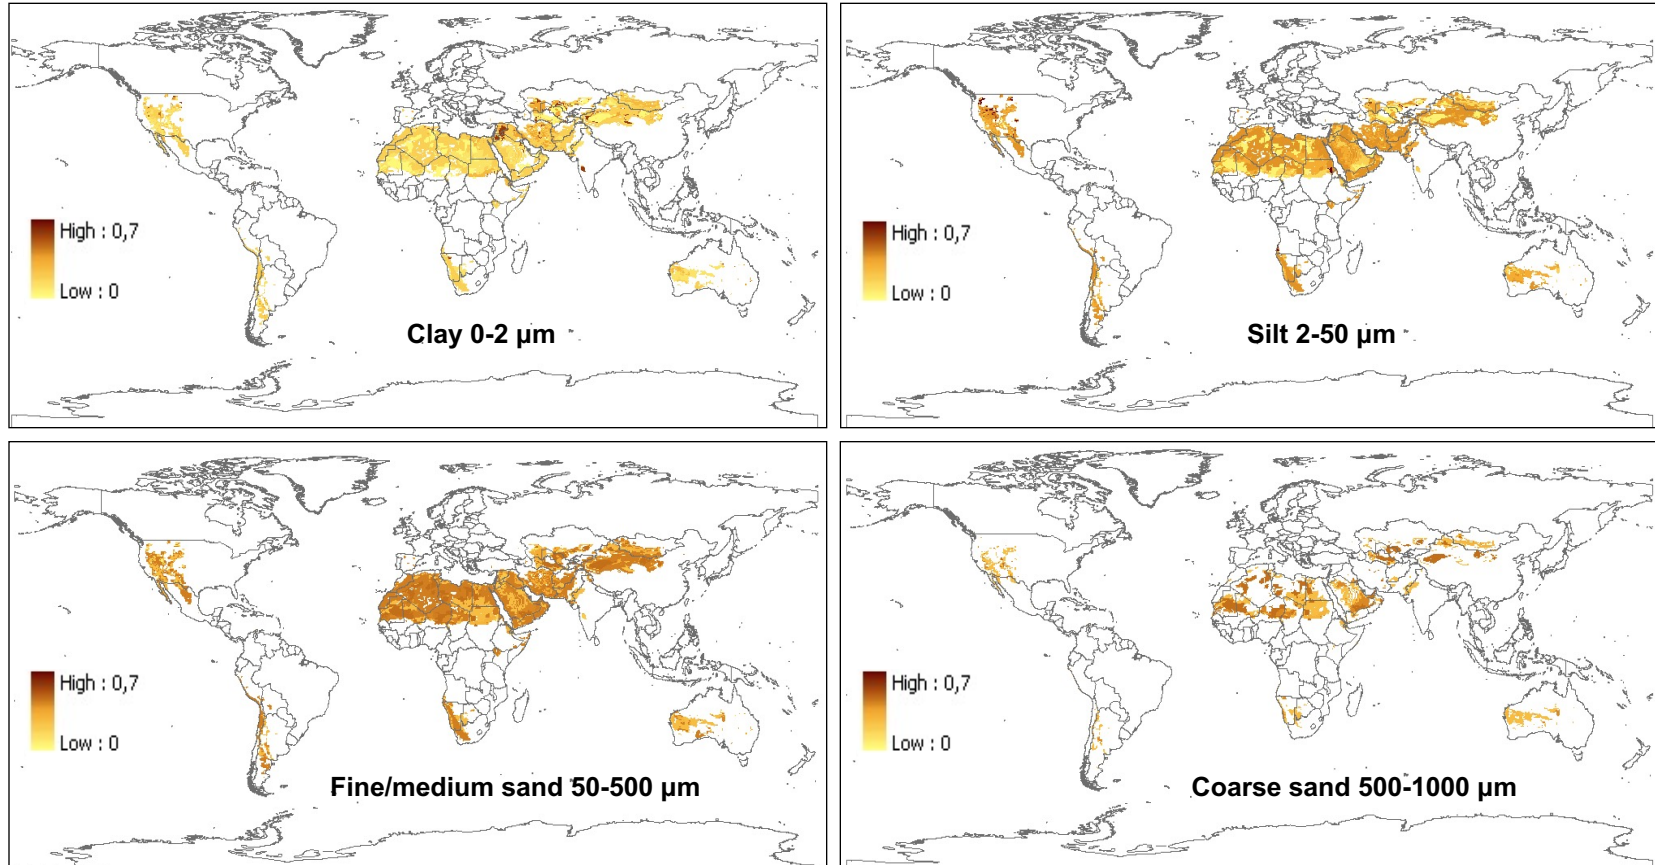 High : 0,7
Low : 0
Clay 0-2 µm
High : 0,7
Low : 0
Silt 2-50 µm
High : 0,7
Low : 0
Fine/medium sand 50-500 µm
High : 0,7
Low : 0
Coarse sand 500-1000 µm